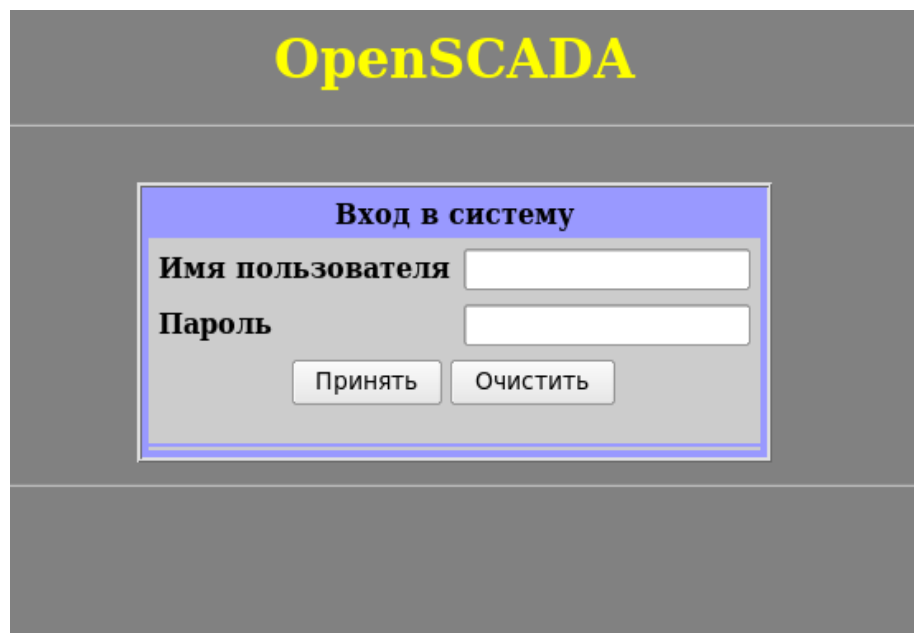 OpenSCADA
Вход в систему
Имя пользователя
Пароль
Принять Очистить